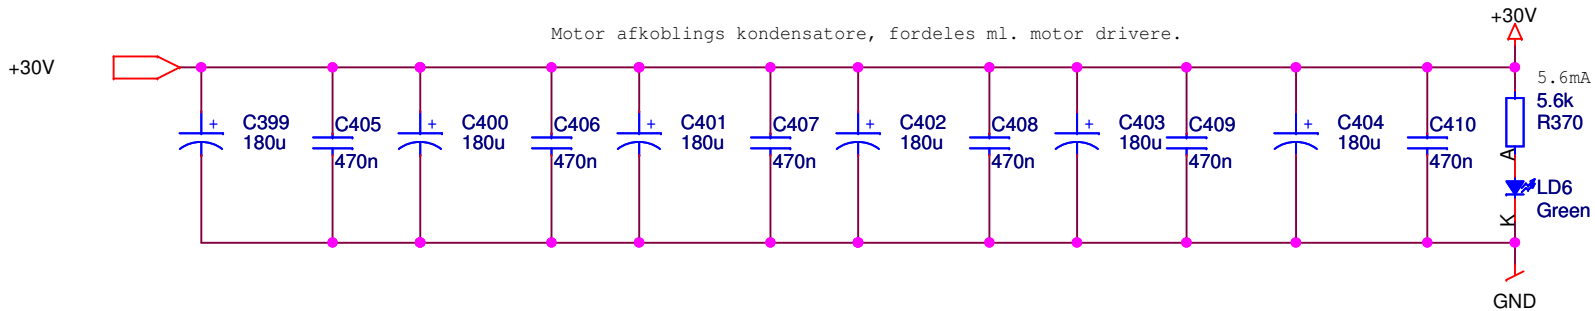 Motor afkoblings kondensatore, fordeles ml. motor drivere.
+30V
+30V
5.6mA
5.6k
R370
+ C399
180u
C405
470n
+ C400
180u
C406
470n
+ C401
180u
C407
470n
+ C402
180u
C408
470n
+ C403
180u
C409
470n
+ C404
180u
C410
470n
A
LD6
Green
K
GND